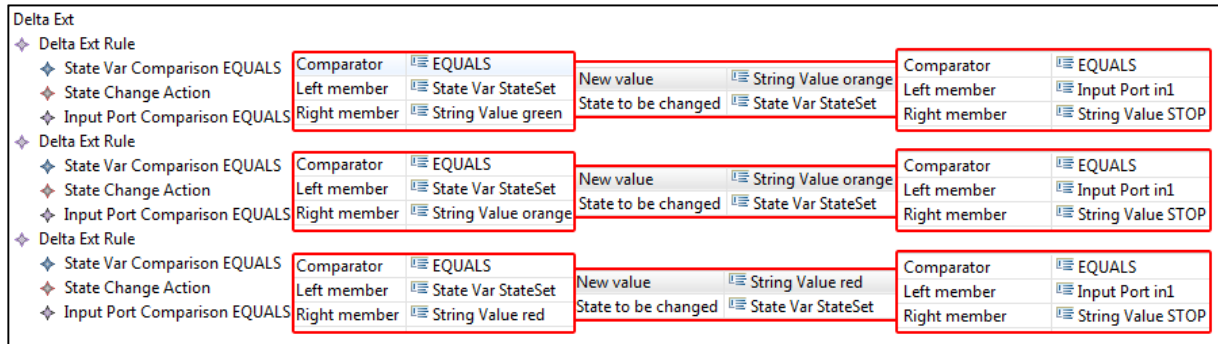 Delta Ext
Delta Ext Rule
State Var Comparison EQUALS
State Change Action
Input Port Comparison EQUALS
Comparator EQUALS
Left member State Var StateSet
Right member String Value green
New value String Value orange
State to be changed State Var StateSet
Comparator EQUALS
Left member Input Port in1
Right member String Value STOP
Delta Ext Rule
State Var Comparison EQUALS
State Change Action
Input Port Comparison EQUALS
Comparator EQUALS
Left member State Var StateSet
Right member String Value orange
New value String Value orange
State to be changed State Var StateSet
Comparator EQUALS
Left member Input Port in1
Right member String Value STOP
Delta Ext Rule
State Var Comparison EQUALS
State Change Action
Input Port Comparison EQUALS
Comparator EQUALS
Left member State Var StateSet
Right member String Value red
New value String Value red
State to be changed State Var StateSet
Comparator EQUALS
Left member Input Port in1
Right member String Value STOP